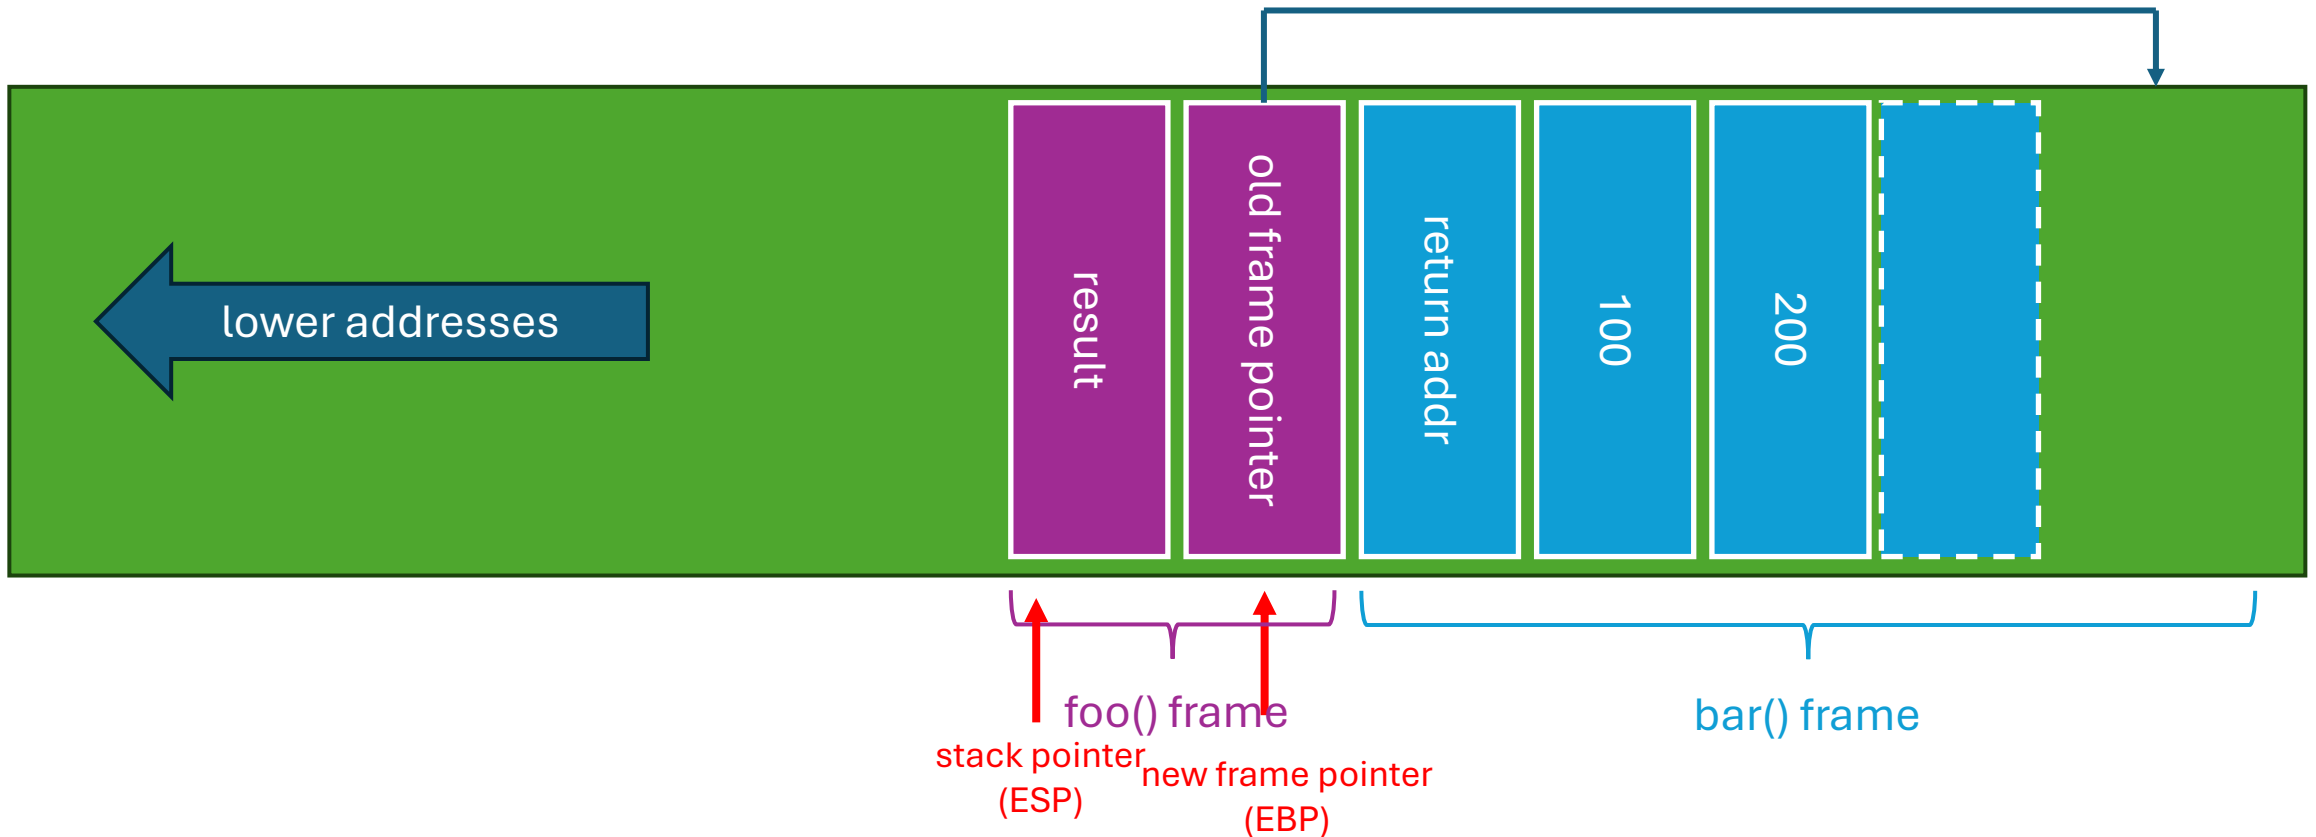 lower addresses
result
old frame pointer
return addr
100
200
foo() frame
bar() frame
stack pointer
(ESP)
new frame pointer
(EBP)